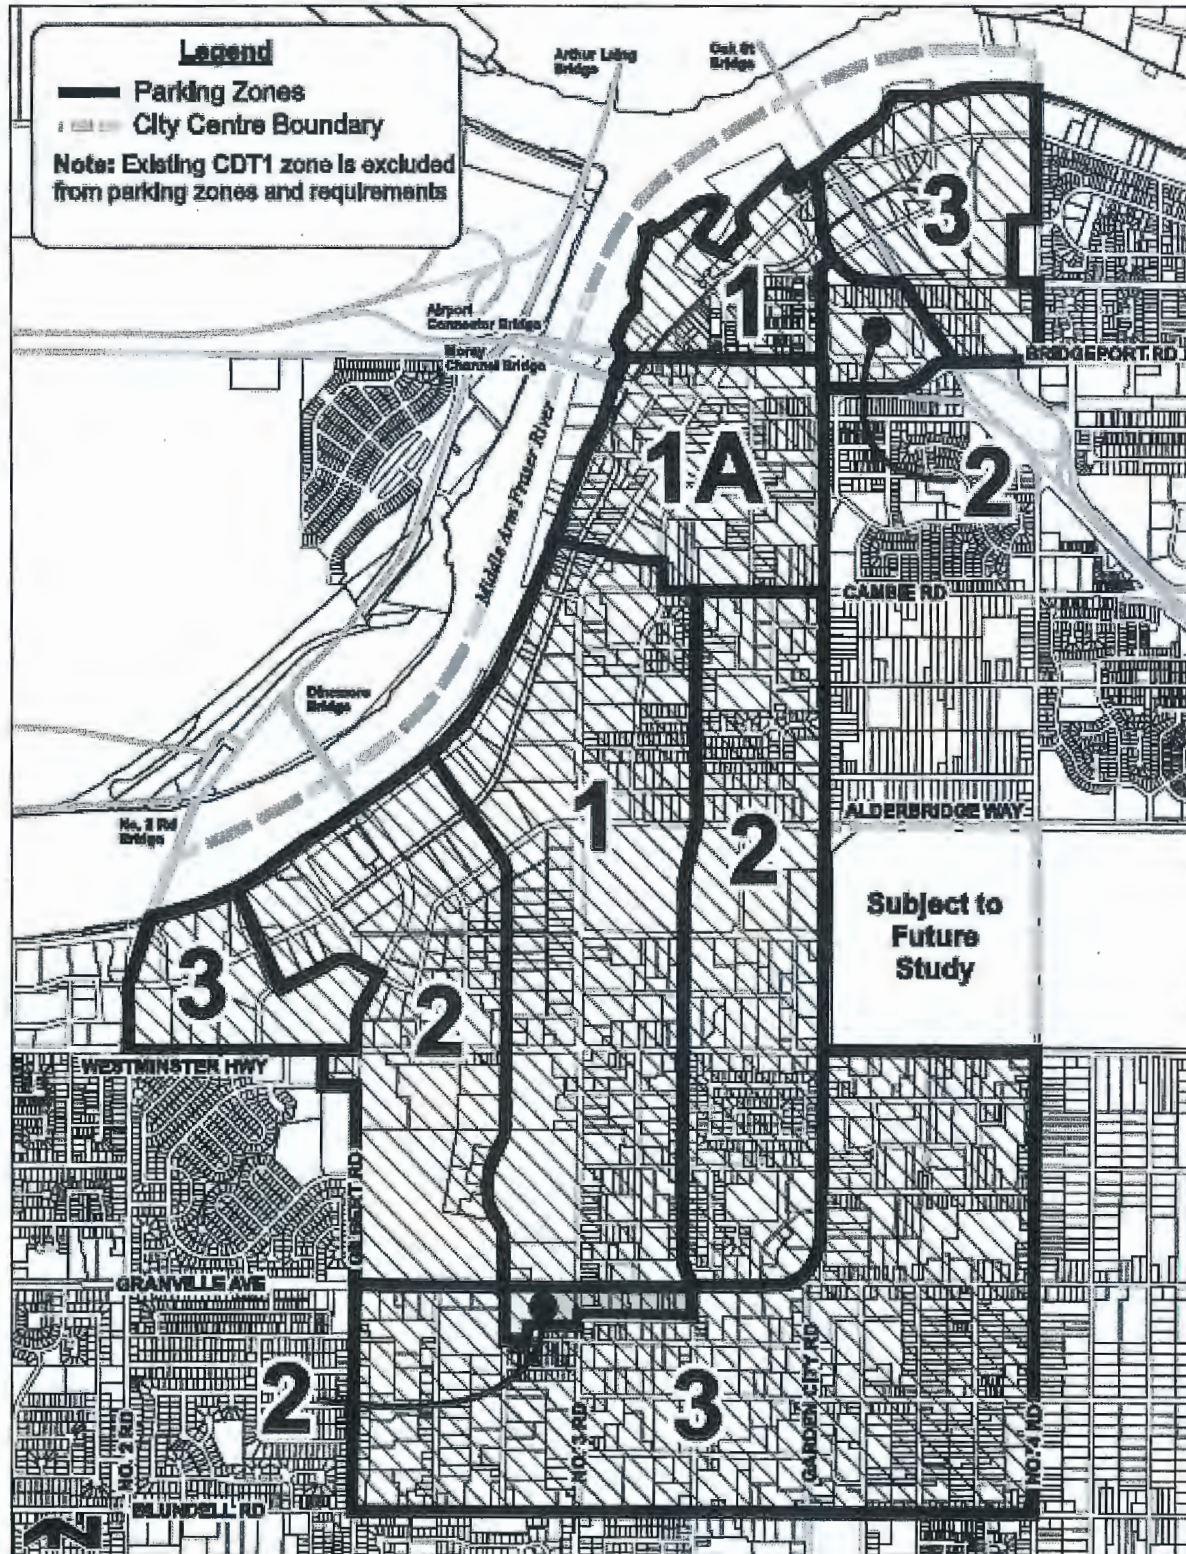 Legend
Parking Zones
City Centre Boundary
Note: Existing CDT1 zone is excluded
from parking zones and requirements
Arthur Laing
Bridge
Oak St
Bridge
3
1
Airport
Connector Bridge
Moray
Channel Bridge
BRIDGEPORT RD
1A
2
Middle Arm Fraser River
CAMBIE RD
Dinsmore
Bridge
1
ALDERBRIDGE WAY
No. 2 Rd
Bridge
2
Subject to
Future
Study
3
2
WESTMINSTER HWY
GILBERT RD
GRANVILLE AVE
2
3
NO. 2 RD
NO. 3 RD
GARDEN CITY RD
NO. 4 RD
BLUNDELL RD